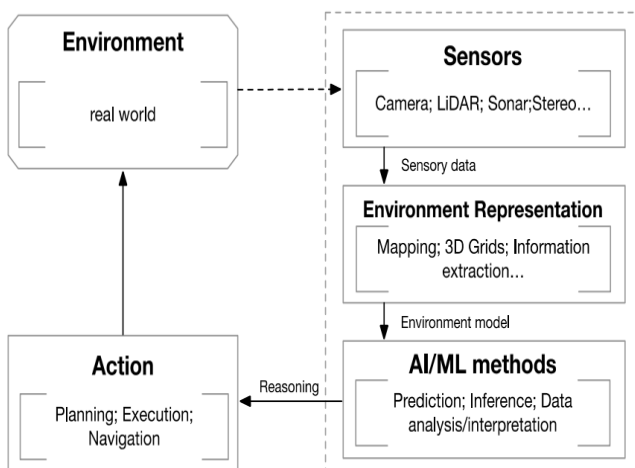 Environment
real world
Sensors
Camera; LiDAR; Sonar;Stereo...
Sensory data
Environment Representation
Mapping; 3D Grids; Information
extraction...
Environment model
AI/ML methods
Prediction; Inference; Data
analysis/interpretation
Reasoning
Action
Planning; Execution;
Navigation